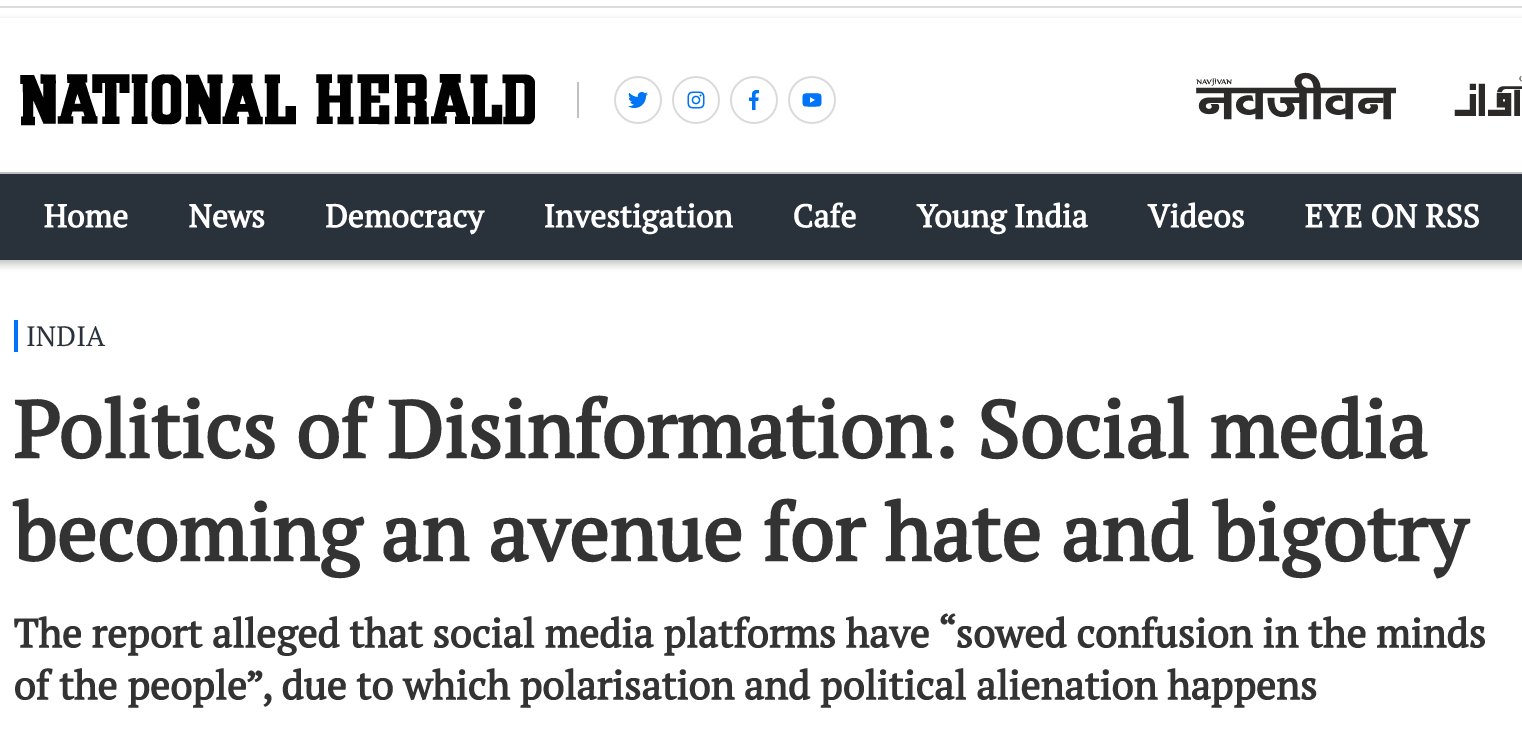 NATIONAL HERALD
NAVJIVAN
नवजीवन
Home News Democracy Investigation Cafe Young India Videos EYE ON RSS
INDIA
Politics of Disinformation: Social media
becoming an avenue for hate and bigotry
The report alleged that social media platforms have “sowed confusion in the minds
of the people”, due to which polarisation and political alienation happens